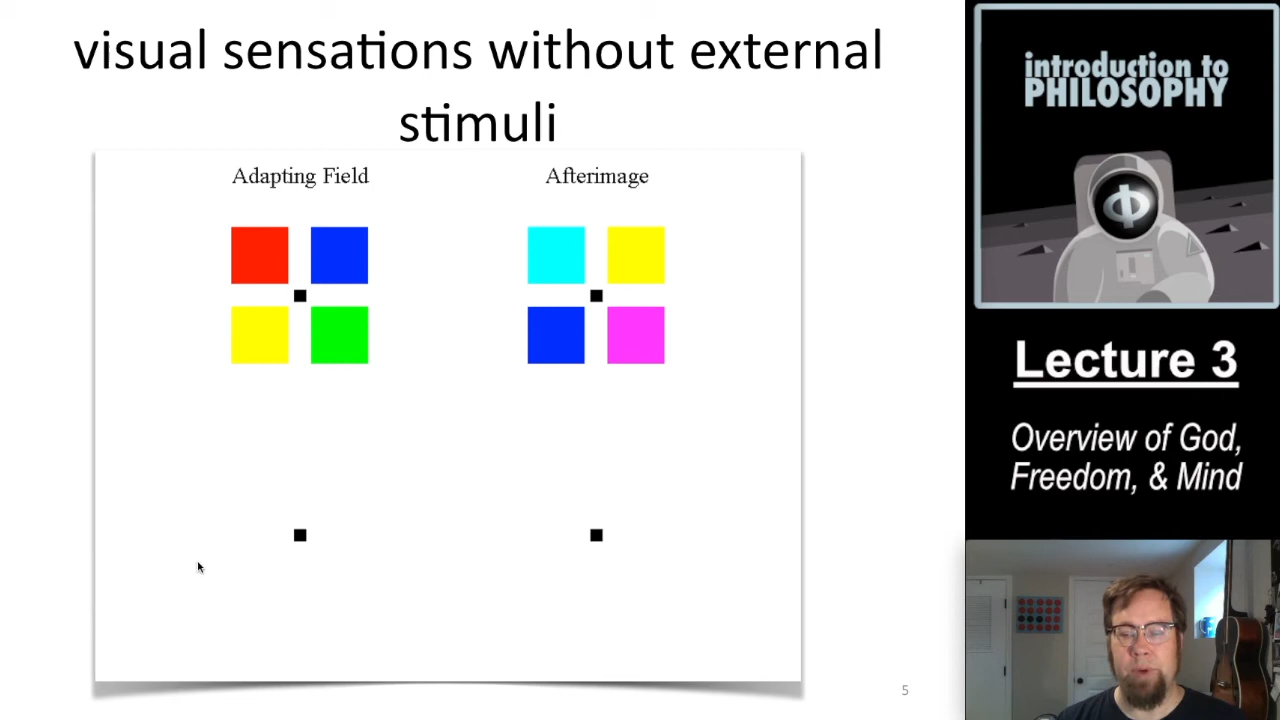 visual sensations without external
stimuli
Adapting Field
Afterimage
5
introduction to
PHILOSOPHY
Φ
Lecture 3
Overview of God,
Freedom, & Mind